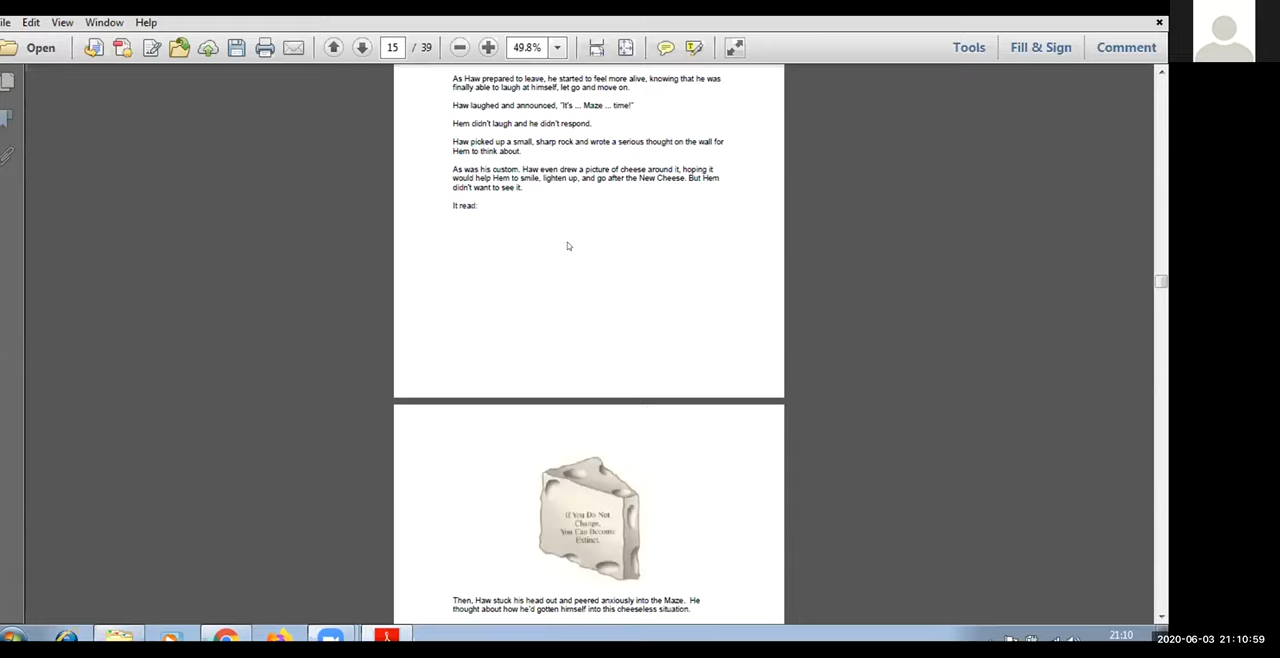 ile Edit View Window Help
Open 15 / 39 49.8% Tools Fill & Sign Comment
As Haw prepared to leave, he started to feel more alive, knowing that he was
finally able to laugh at himself, let go and move on.
Haw laughed and announced, "It's ... Maze ... time!"
Hem didn't laugh and he didn't respond.
Haw picked up a small, sharp rock and wrote a serious thought on the wall for
Hem to think about.
As was his custom. Haw even drew a picture of cheese around it, hoping it
would help Hem to smile, lighten up, and go after the New Cheese. But Hem
didn't want to see it.
It read:
If You Do Not
Change,
You Can Become
Extinct.
Then, Haw stuck his head out and peered anxiously into the Maze. He
thought about how he'd gotten himself into this cheeseless situation.
21:10
2020-06-03 21:10:59